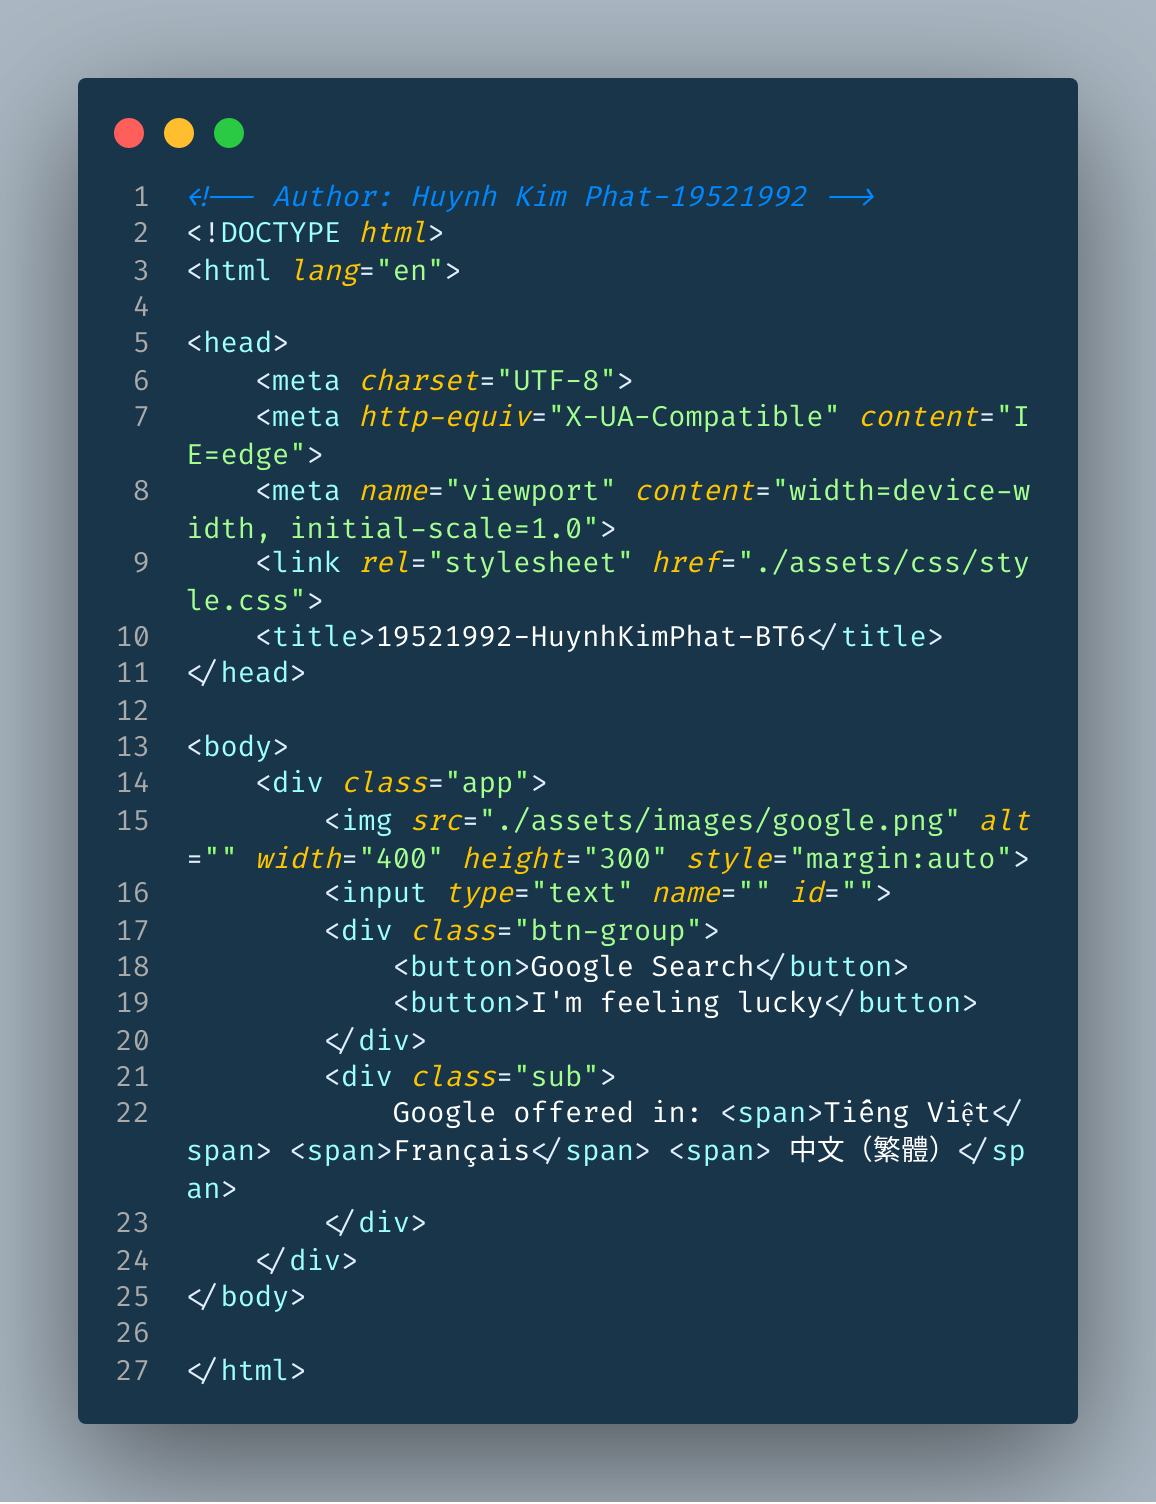 1 <!-- Author: Huynh Kim Phat-19521992 -->
2 <!DOCTYPE html>
3 <html lang="en">
4
5 <head>
6     <meta charset="UTF-8">
7     <meta http-equiv="X-UA-Compatible" content="I
E=edge">
8     <meta name="viewport" content="width=device-w
idth, initial-scale=1.0">
9     <link rel="stylesheet" href="./assets/css/sty
le.css">
10     <title>19521992-HuynhKimPhat-BT6</title>
11 </head>
12
13 <body>
14     <div class="app">
15         <img src="./assets/images/google.png" alt
="" width="400" height="300" style="margin:auto">
16         <input type="text" name="" id="">
17         <div class="btn-group">
18             <button>Google Search</button>
19             <button>I'm feeling lucky</button>
20         </div>
21         <div class="sub">
22             Google offered in: <span>Tiếng Việt</
span> <span>Français</span> <span> 中文（繁體）</sp
an>
23         </div>
24     </div>
25 </body>
26
27 </html>